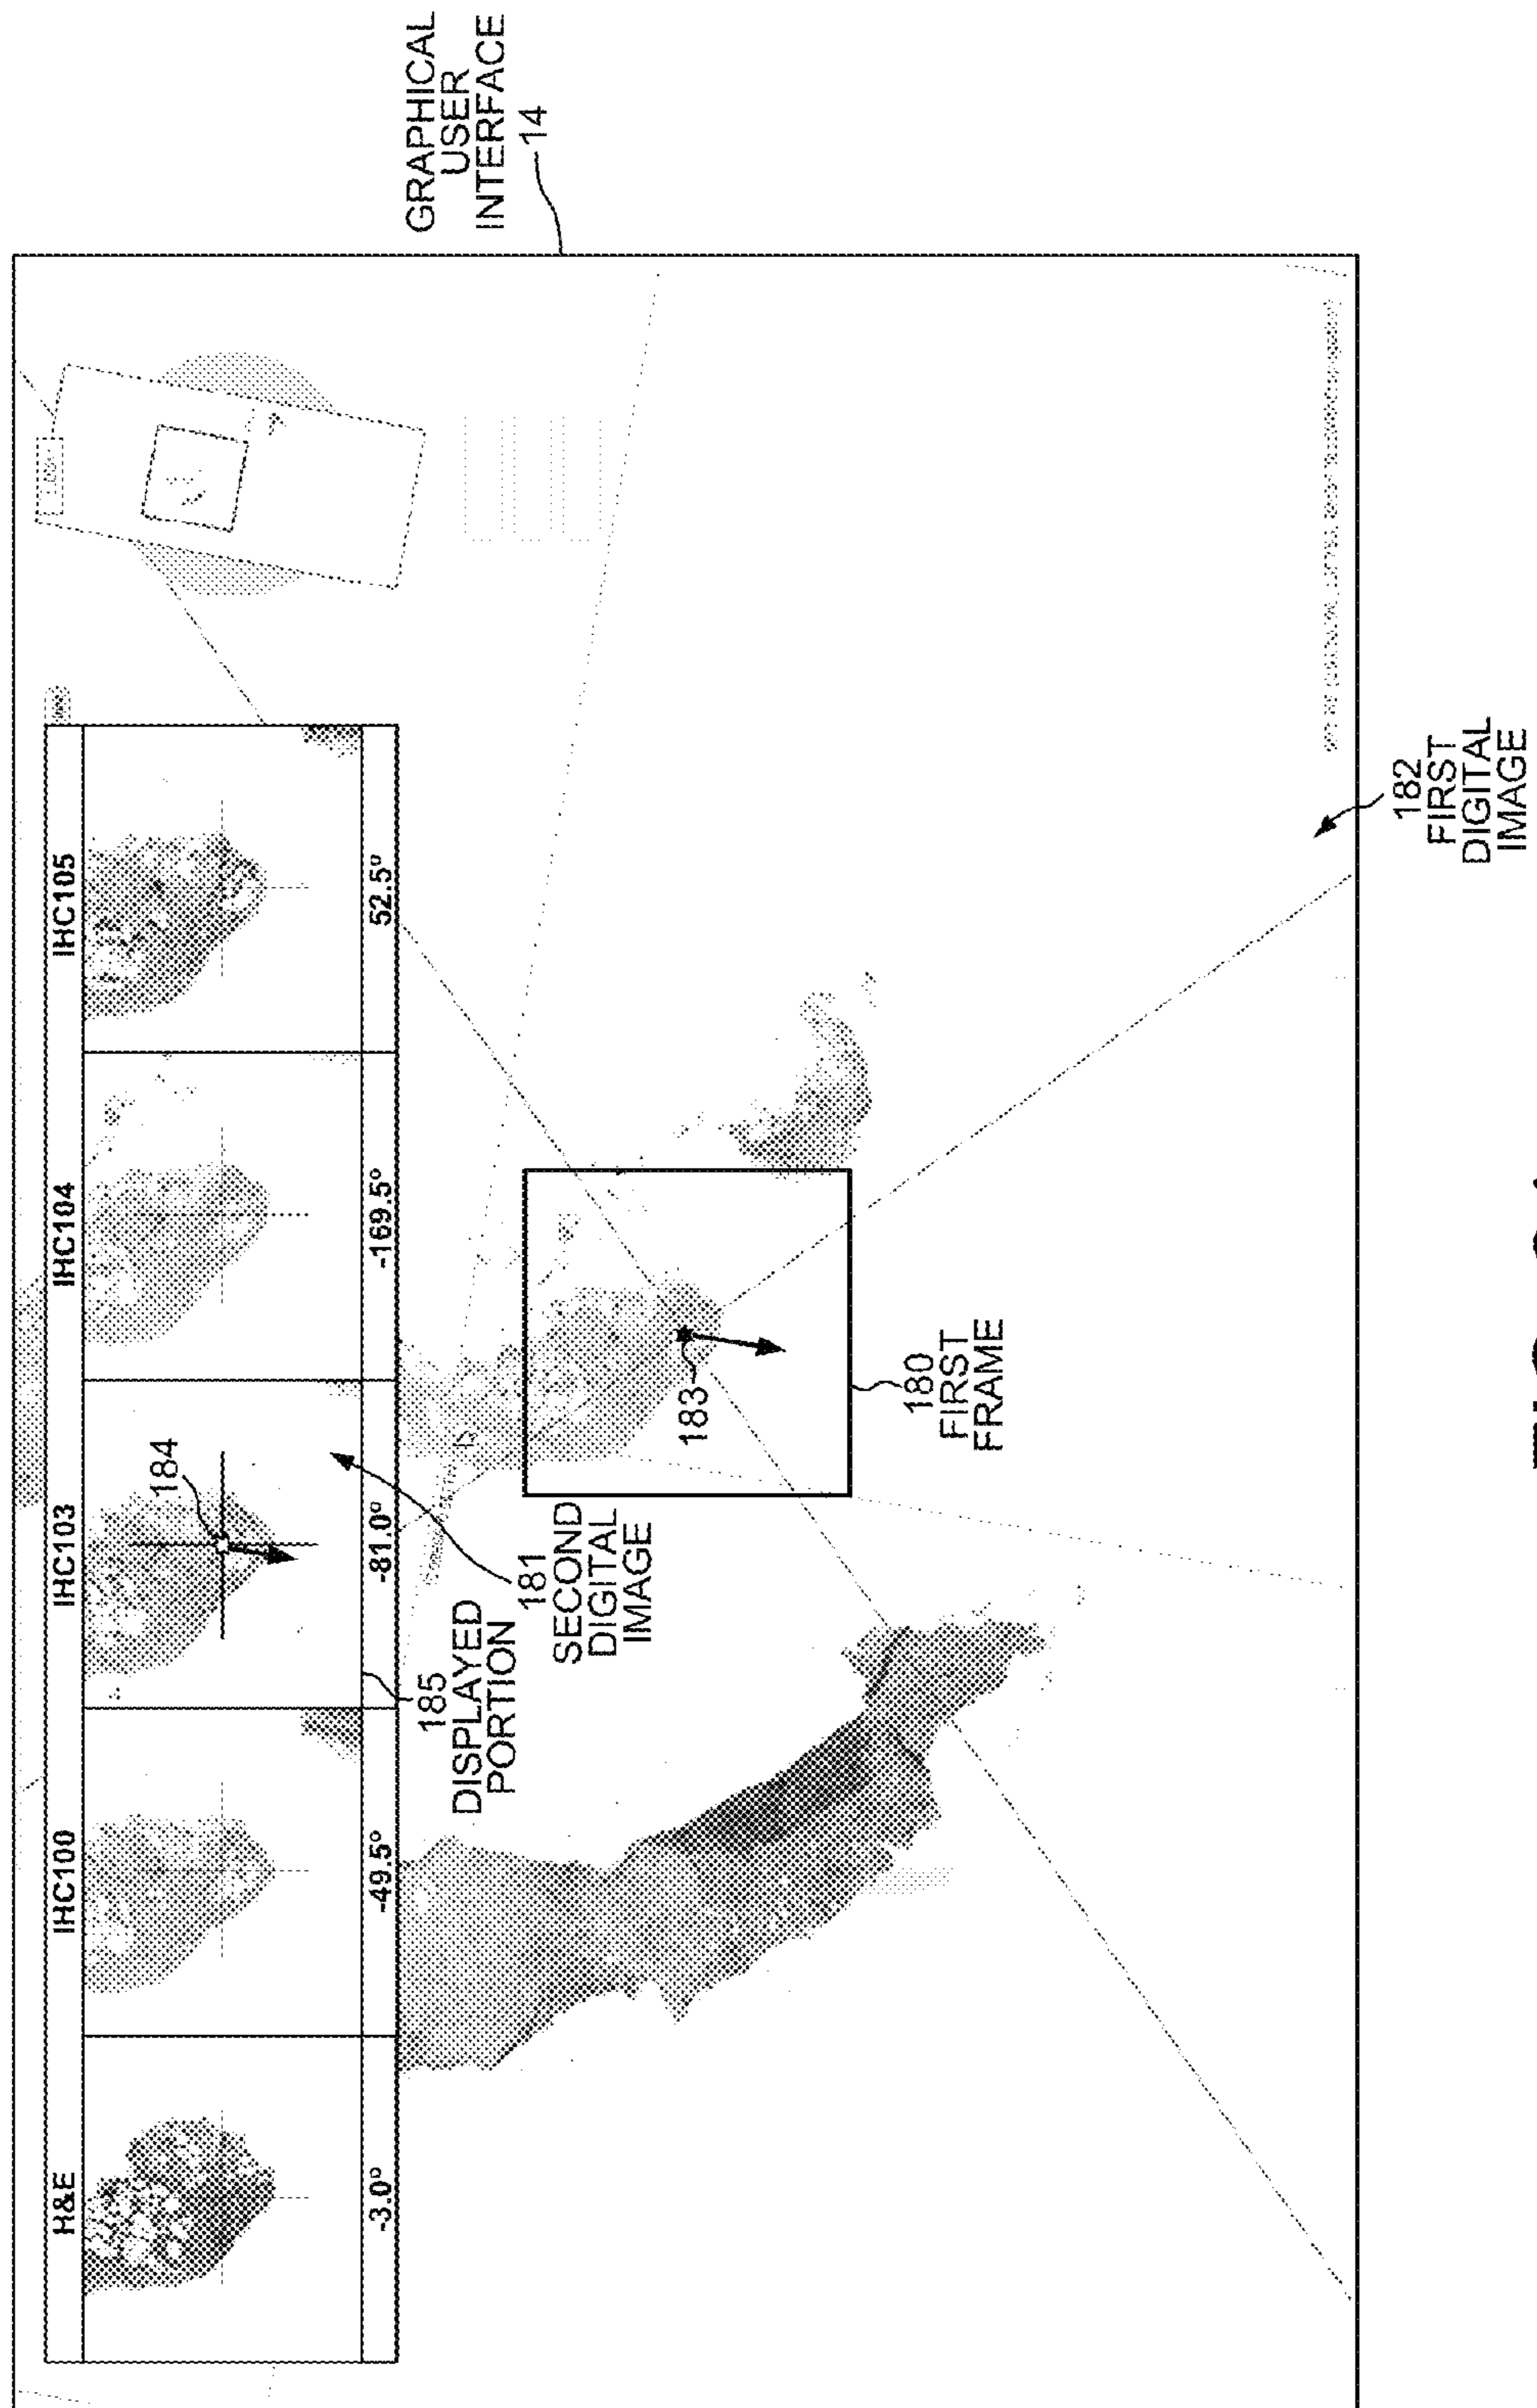 GRAPHICAL
USER
INTERFACE
14
H&E
IHC100
IHC103
IHC104
IHC105
184
-3.0°
-49.5°
-81.0°
-169.5°
52.5°
185
DISPLAYED
PORTION
181
SECOND
DIGITAL
IMAGE
183
180
FIRST
FRAME
182
FIRST
DIGITAL
IMAGE